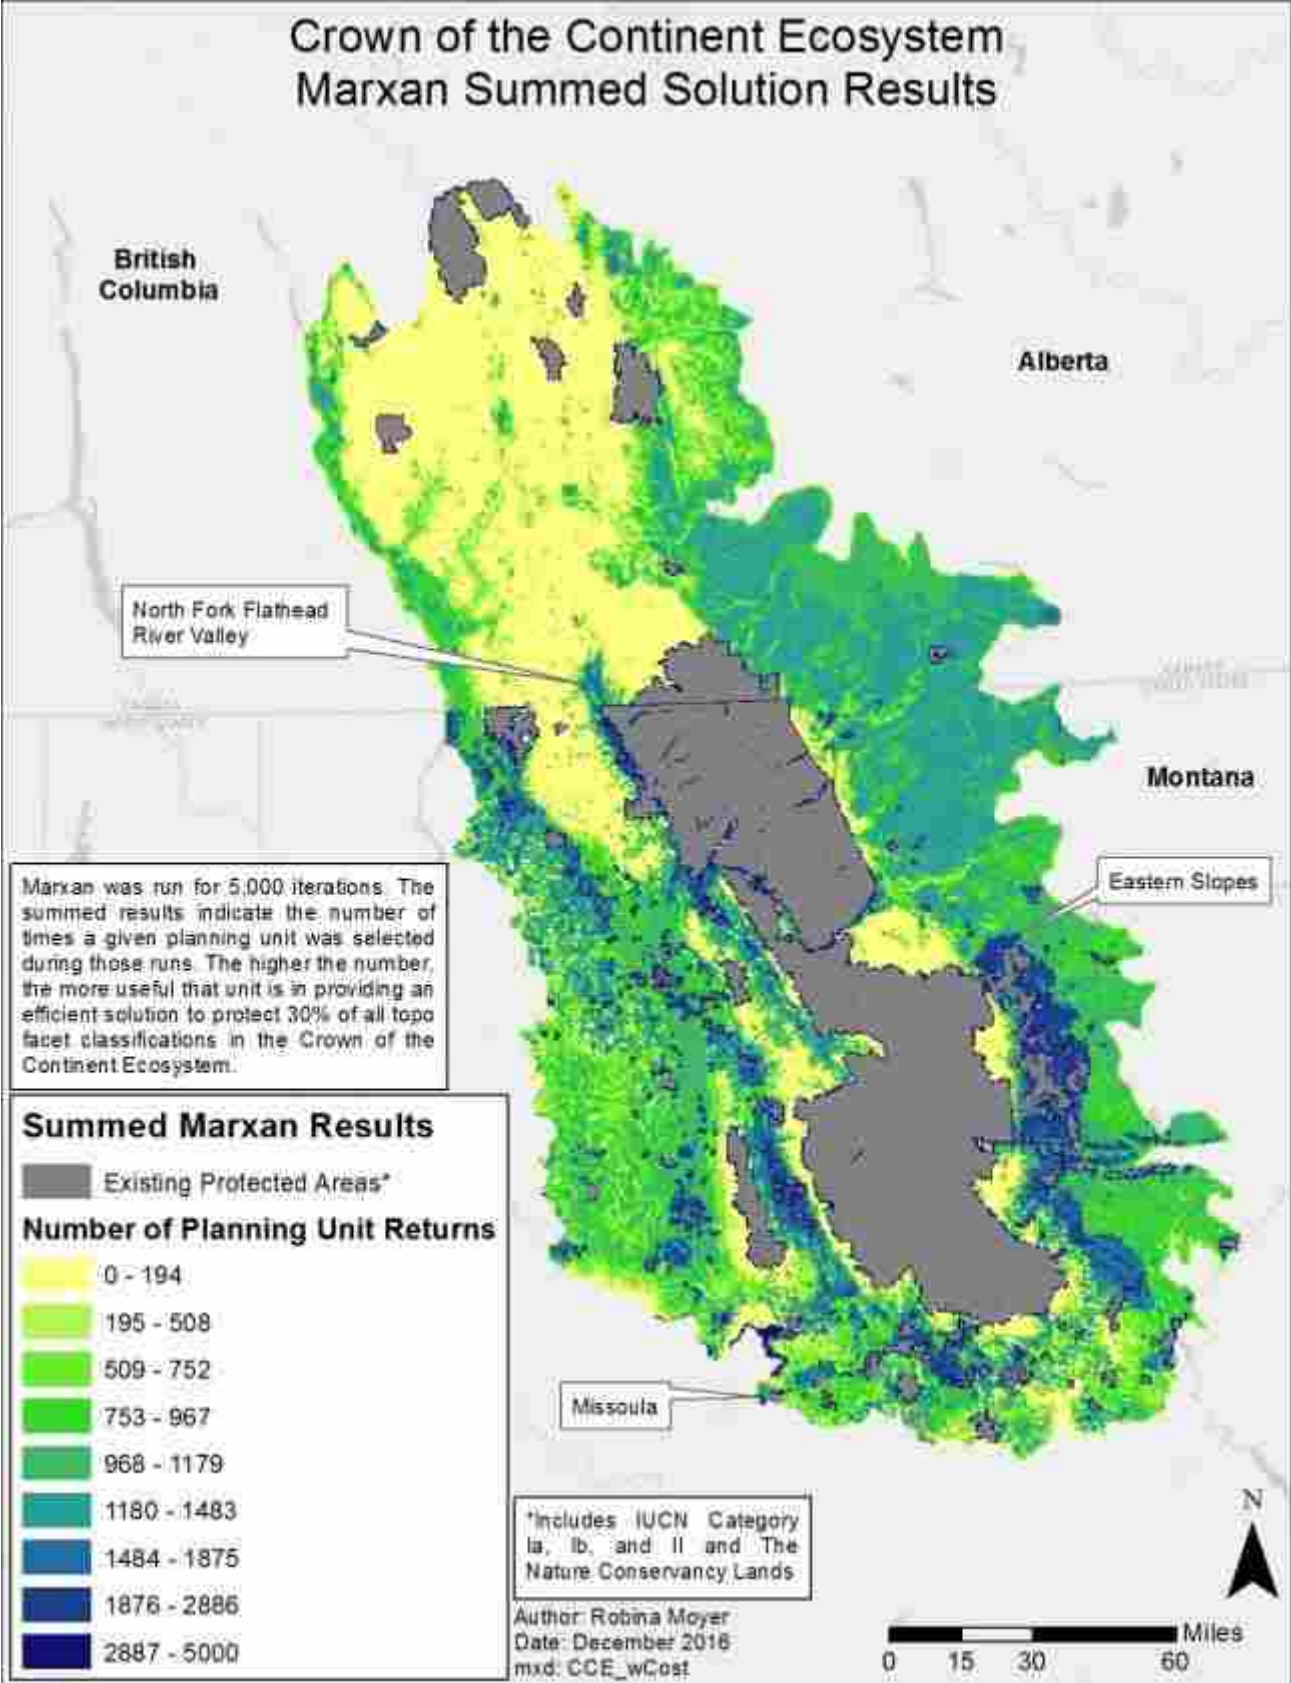 Crown of the Continent Ecosystem
Marxan Summed Solution Results
British
Columbia
Alberta
North Fork Flathead
River Valley
Montana
Eastern Slopes
Marxan was run for 5,000 iterations. The
summed results indicate the number of
times a given planning unit was selected
during those runs. The higher the number,
the more useful that unit is in providing an
efficient solution to protect 30% of all topo
facet classifications in the Crown of the
Continent Ecosystem.
Summed Marxan Results
Existing Protected Areas*
Number of Planning Unit Returns
0 - 194
195 - 508
509 - 752
753 - 967
968 - 1179
1180 - 1483
1484 - 1875
1876 - 2886
2887 - 5000
Missoula
*Includes IUCN Category
Ia, Ib, and II and The
Nature Conservancy Lands
Author: Robina Moyer
Date: December 2016
mxd: CCE_wCost
N
Miles
0 15 30 60